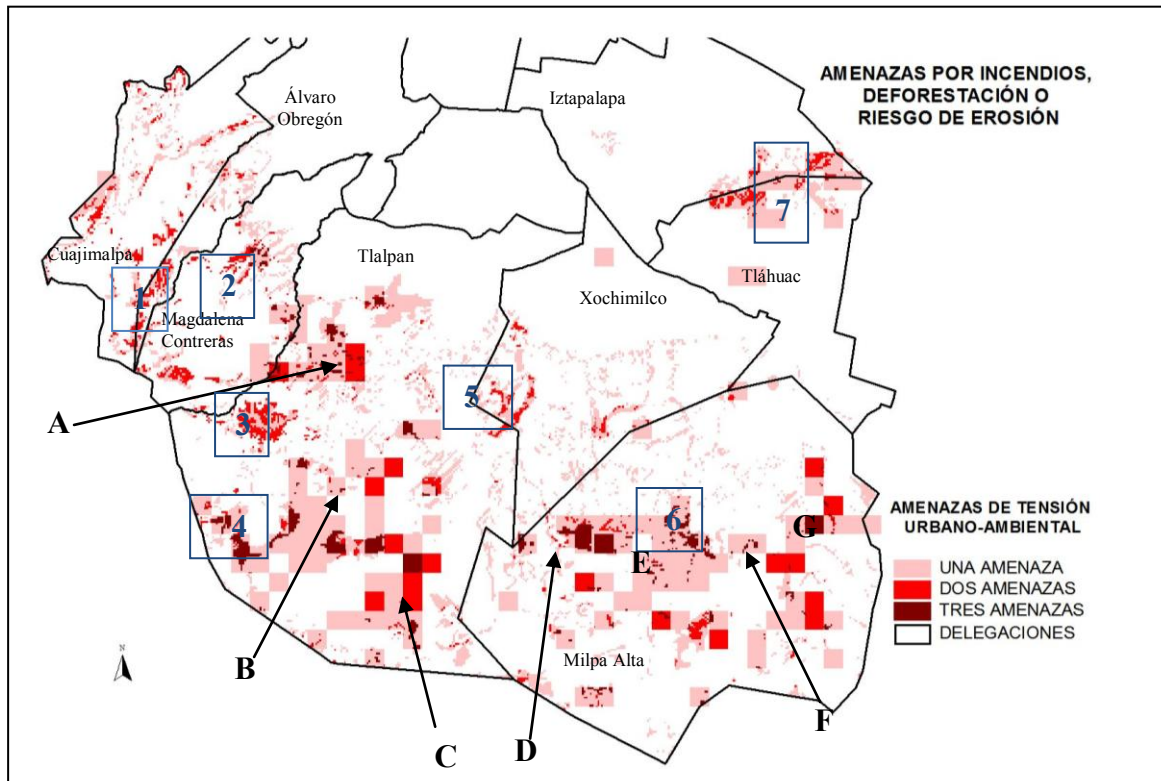 AMENAZAS POR INCENDIOS,
DEFORESTACIÓN O
RIESGO DE EROSIÓN
Álvaro
Obregón
Iztapalapa
Cuajimalpa
Tlalpan
Xochimilco
Tláhuac
Magdalena
Contreras
Milpa Alta
1
2
3
4
5
6
7
A
B
C
D
E
F
G
N
AMENAZAS DE TENSIÓN
URBANO-AMBIENTAL
UNA AMENAZA
DOS AMENAZAS
TRES AMENAZAS
DELEGACIONES